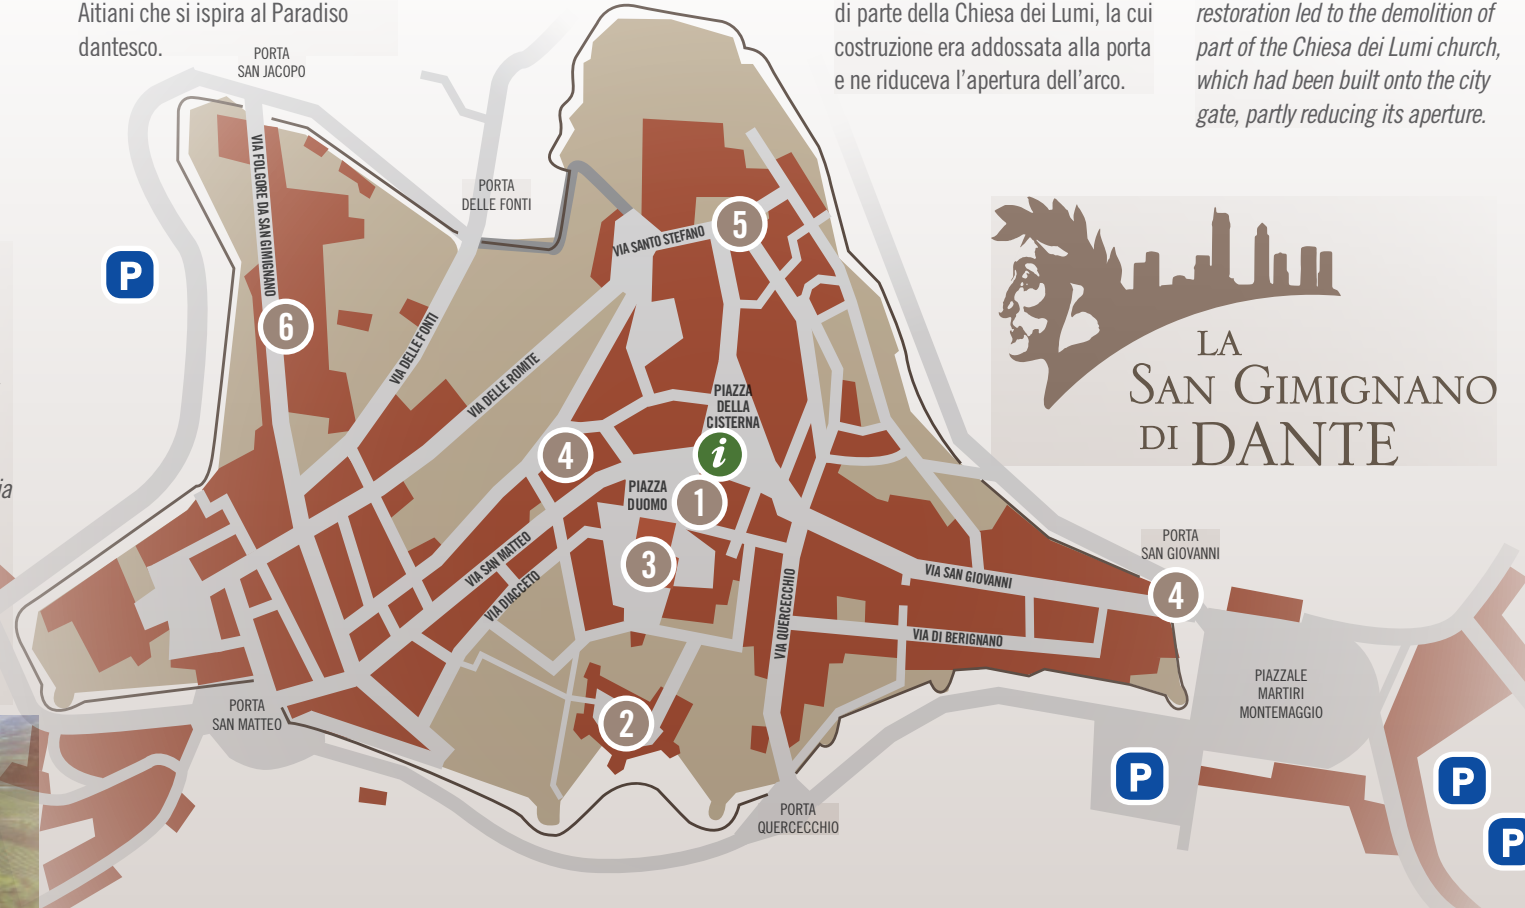 Aitiani che si ispira al Paradiso
dantesco.
di parte della Chiesa dei Lumi, la cui
costruzione era addossata alla porta
e ne riduceva l'apertura dell'arco.
restoration led to the demolition of
part of the Chiesa dei Lumi church,
which had been built onto the city
gate, partly reducing its aperture.
PORTA
SAN JACOPO
PORTA
DELLE FONTI
VIA FOLGORE DA SAN GIMIGNANO
VIA SANTO STEFANO
5
P
6
VIA DELLE FONTI
VIA DELLE ROMITE
LA
SAN GIMIGNANO
DI DANTE
PIAZZA
DELLA
CISTERNA
i
4
PIAZZA
DUOMO
1
ia
3
VIA SAN MATTEO
VIA DIACCETO
VIA QUERCECCHIO
VIA SAN GIOVANNI
VIA DI BERIGNANO
PORTA
SAN GIOVANNI
4
PIAZZALE
MARTIRI
MONTEMAGGIO
PORTA
SAN MATTEO
2
PORTA
QUERCECCHIO
P
P
P